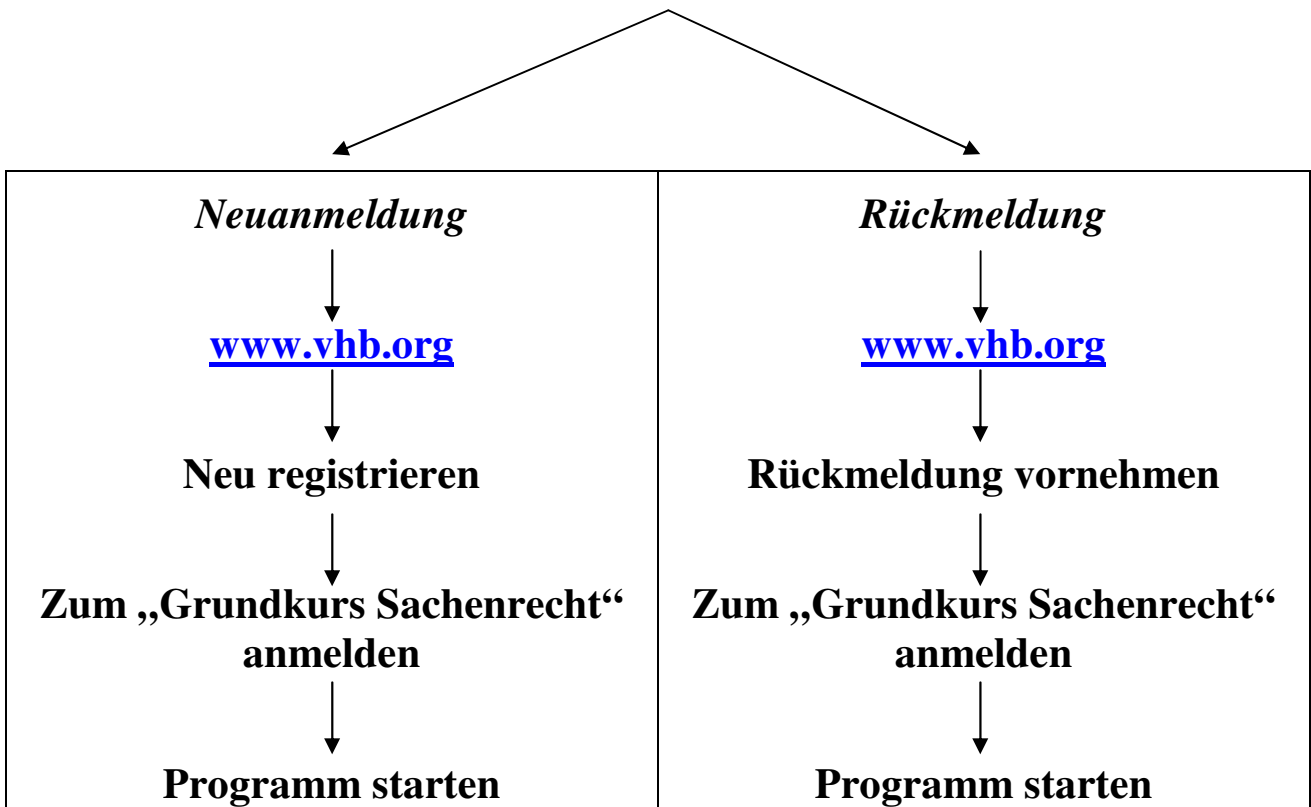 Neuanmeldung
www.vhb.org
Neu registrieren
Zum „Grundkurs Sachenrecht“
anmelden
Programm starten
Rückmeldung
www.vhb.org
Rückmeldung vornehmen
Zum „Grundkurs Sachenrecht“
anmelden
Programm starten